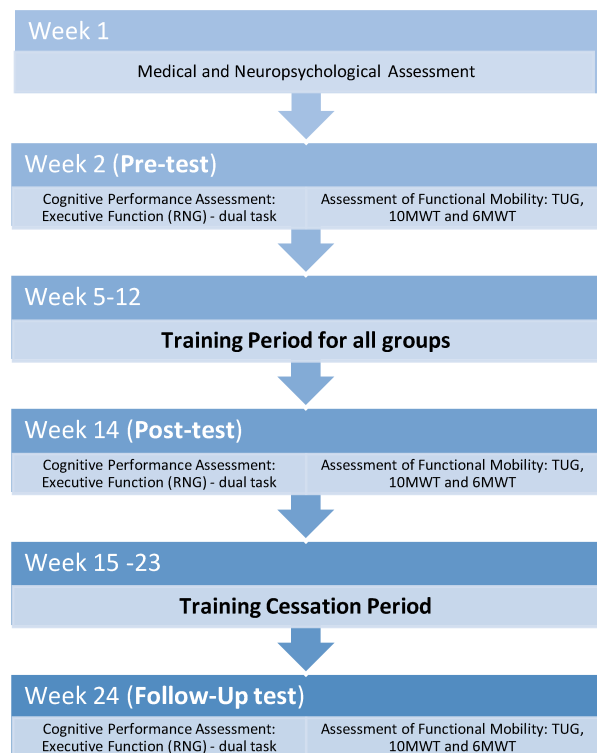 Week 1
Medical and Neuropsychological Assessment
Week 2 (Pre-test)
Cognitive Performance Assessment:
Executive Function (RNG) - dual task
Assessment of Functional Mobility: TUG,
10MWT and 6MWT
Week 5-12
Training Period for all groups
Week 14 (Post-test)
Cognitive Performance Assessment:
Executive Function (RNG) - dual task
Assessment of Functional Mobility: TUG,
10MWT and 6MWT
Week 15 -23
Training Cessation Period
Week 24 (Follow-Up test)
Cognitive Performance Assessment:
Executive Function (RNG) - dual task
Assessment of Functional Mobility: TUG,
10MWT and 6MWT